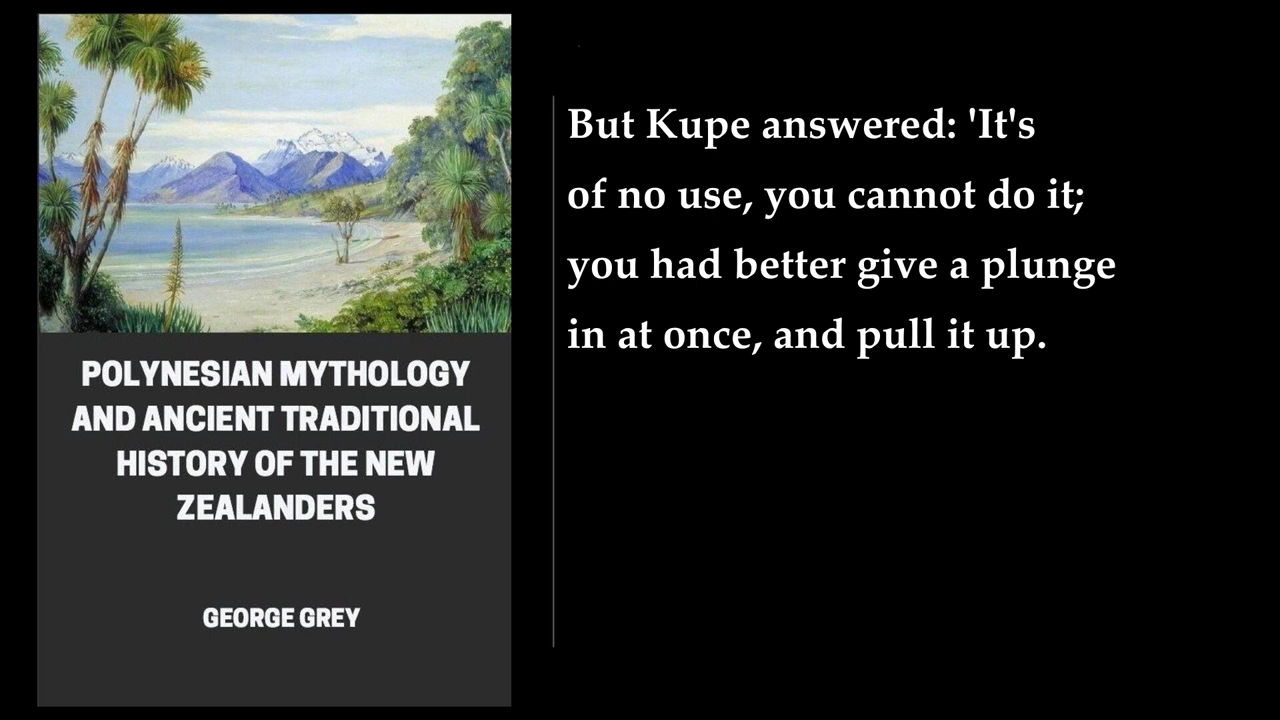 POLYNESIAN MYTHOLOGY
AND ANCIENT TRADITIONAL
HISTORY OF THE NEW
ZEALANDERS
GEORGE GREY
But Kupe answered: 'It's
of no use, you cannot do it;
you had better give a plunge
in at once, and pull it up.